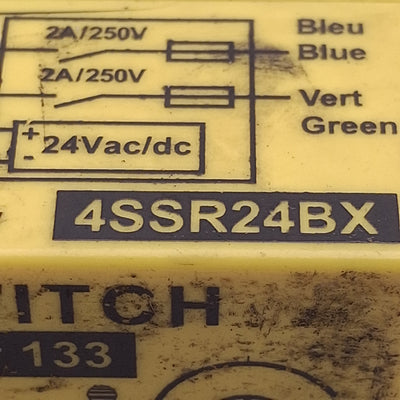 2A/250V
Bleu
Blue
2A/250V
Vert
Green
+
-
24Vac/dc
4SSR24BX
ITCH
133